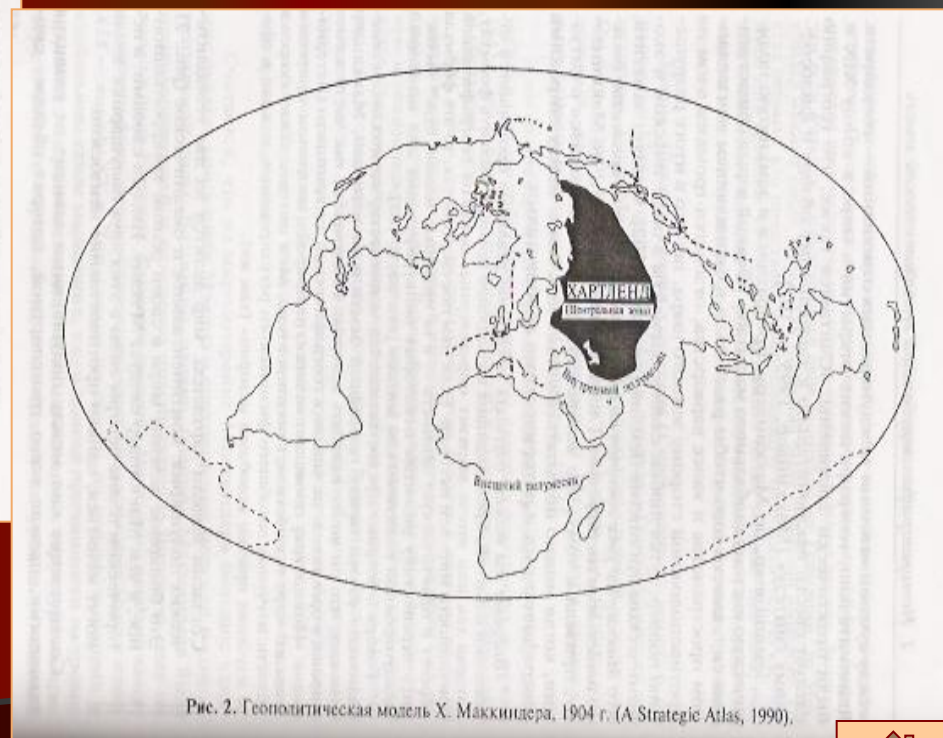 ХАРТЛЕНД
Центральная зона
Внутренний полумесяц
Внешний полумесяц
Рис. 2. Геополитическая модель Х. Маккиндера, 1904 г. (A Strategic Atlas, 1990).